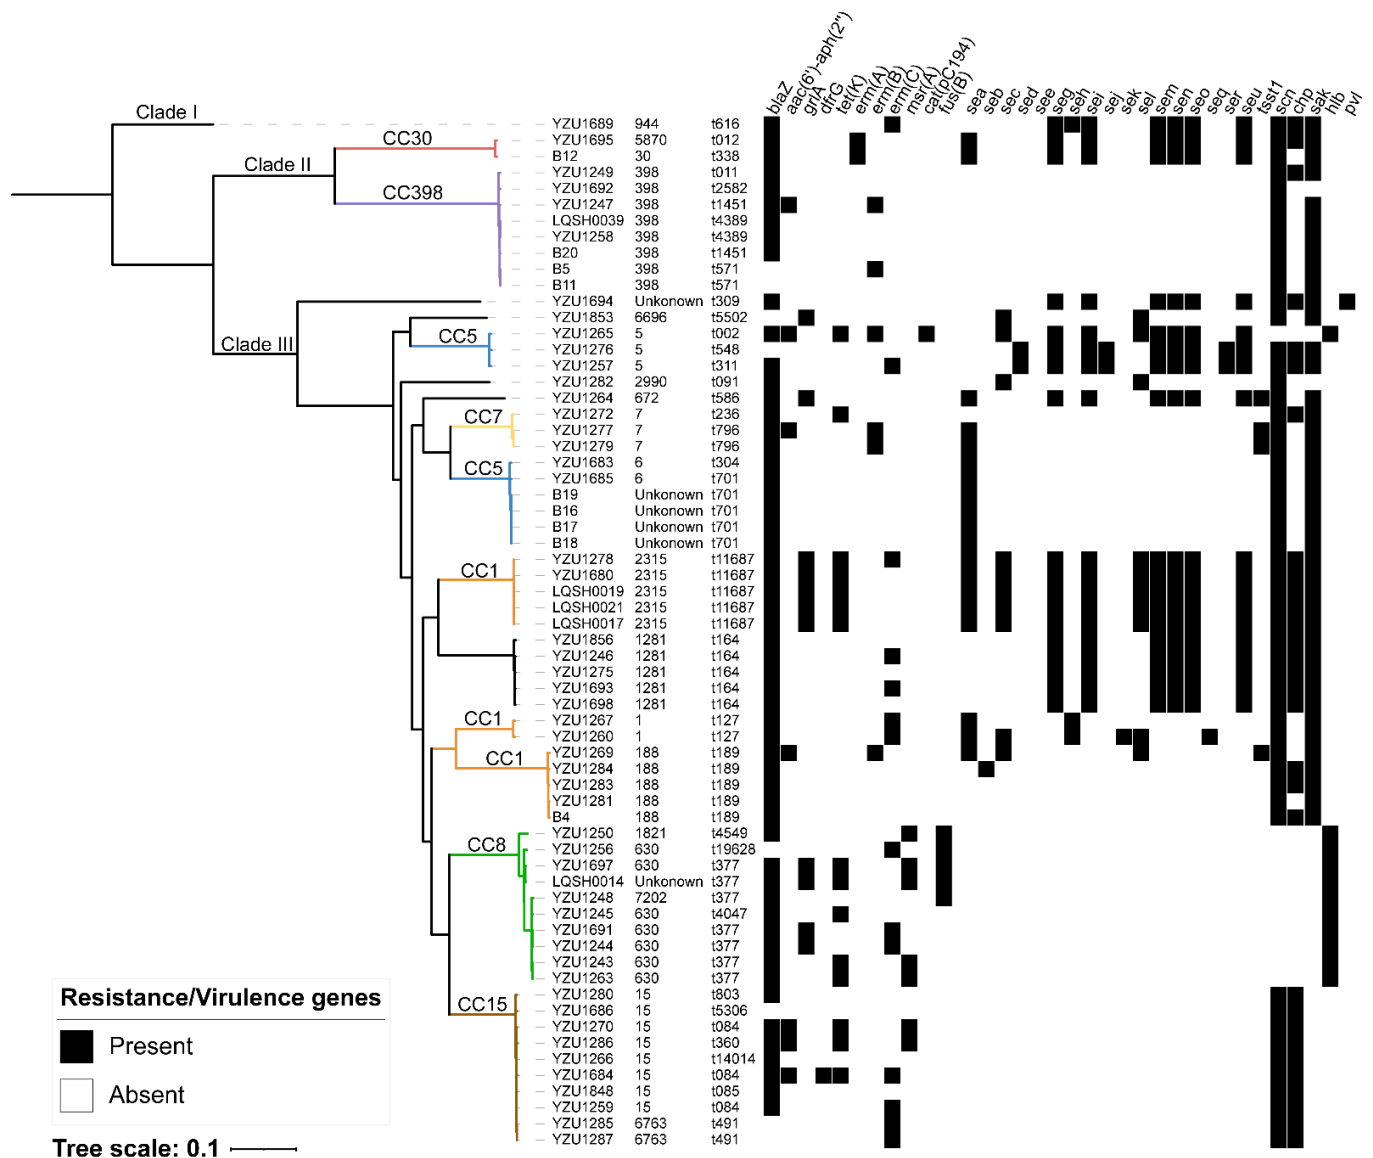 blaZ aac(6')-aph(2") grlA dfrG tet(K) erm(A) erm(B) erm(C) msr(A) cat(pC194) fus(B) sea seb sec sed see seg seh sei sej sek sel sem sen seo seq ser seu tsst1 scn chp sak hlb pvl
Clade I
YZU1689 944 t616
YZU1695 5870 t012
CC30
B12 30 t338
Clade II
YZU1249 398 t011
YZU1692 398 t2582
CC398
YZU1247 398 t1451
LQSH0039 398 t4389
YZU1258 398 t4389
B20 398 t1451
B5 398 t571
B11 398 t571
YZU1694 Unkonown t309
YZU1853 6696 t5502
YZU1265 5 t002
Clade III
CC5
YZU1276 5 t548
YZU1257 5 t311
YZU1282 2990 t091
YZU1264 672 t586
YZU1272 7 t236
CC7
YZU1277 7 t796
YZU1279 7 t796
YZU1683 6 t304
CC5
YZU1685 6 t701
B19 Unkonown t701
B16 Unkonown t701
B17 Unkonown t701
B18 Unkonown t701
YZU1278 2315 t11687
CC1
YZU1680 2315 t11687
LQSH0019 2315 t11687
LQSH0021 2315 t11687
LQSH0017 2315 t11687
YZU1856 1281 t164
YZU1246 1281 t164
YZU1275 1281 t164
YZU1693 1281 t164
YZU1698 1281 t164
CC1
YZU1267 1 t127
YZU1260 1 t127
YZU1269 188 t189
CC1
YZU1284 188 t189
YZU1283 188 t189
YZU1281 188 t189
B4 188 t189
YZU1250 1821 t4549
CC8
YZU1256 630 t19628
YZU1697 630 t377
LQSH0014 Unkonown t377
YZU1248 7202 t377
YZU1245 630 t4047
YZU1691 630 t377
YZU1244 630 t377
YZU1243 630 t377
YZU1263 630 t377
YZU1280 15 t803
CC15
YZU1686 15 t5306
YZU1270 15 t084
YZU1286 15 t360
YZU1266 15 t14014
YZU1684 15 t084
YZU1848 15 t085
YZU1259 15 t084
YZU1285 6763 t491
YZU1287 6763 t491
Resistance/Virulence genes
Present
Absent
Tree scale: 0.1